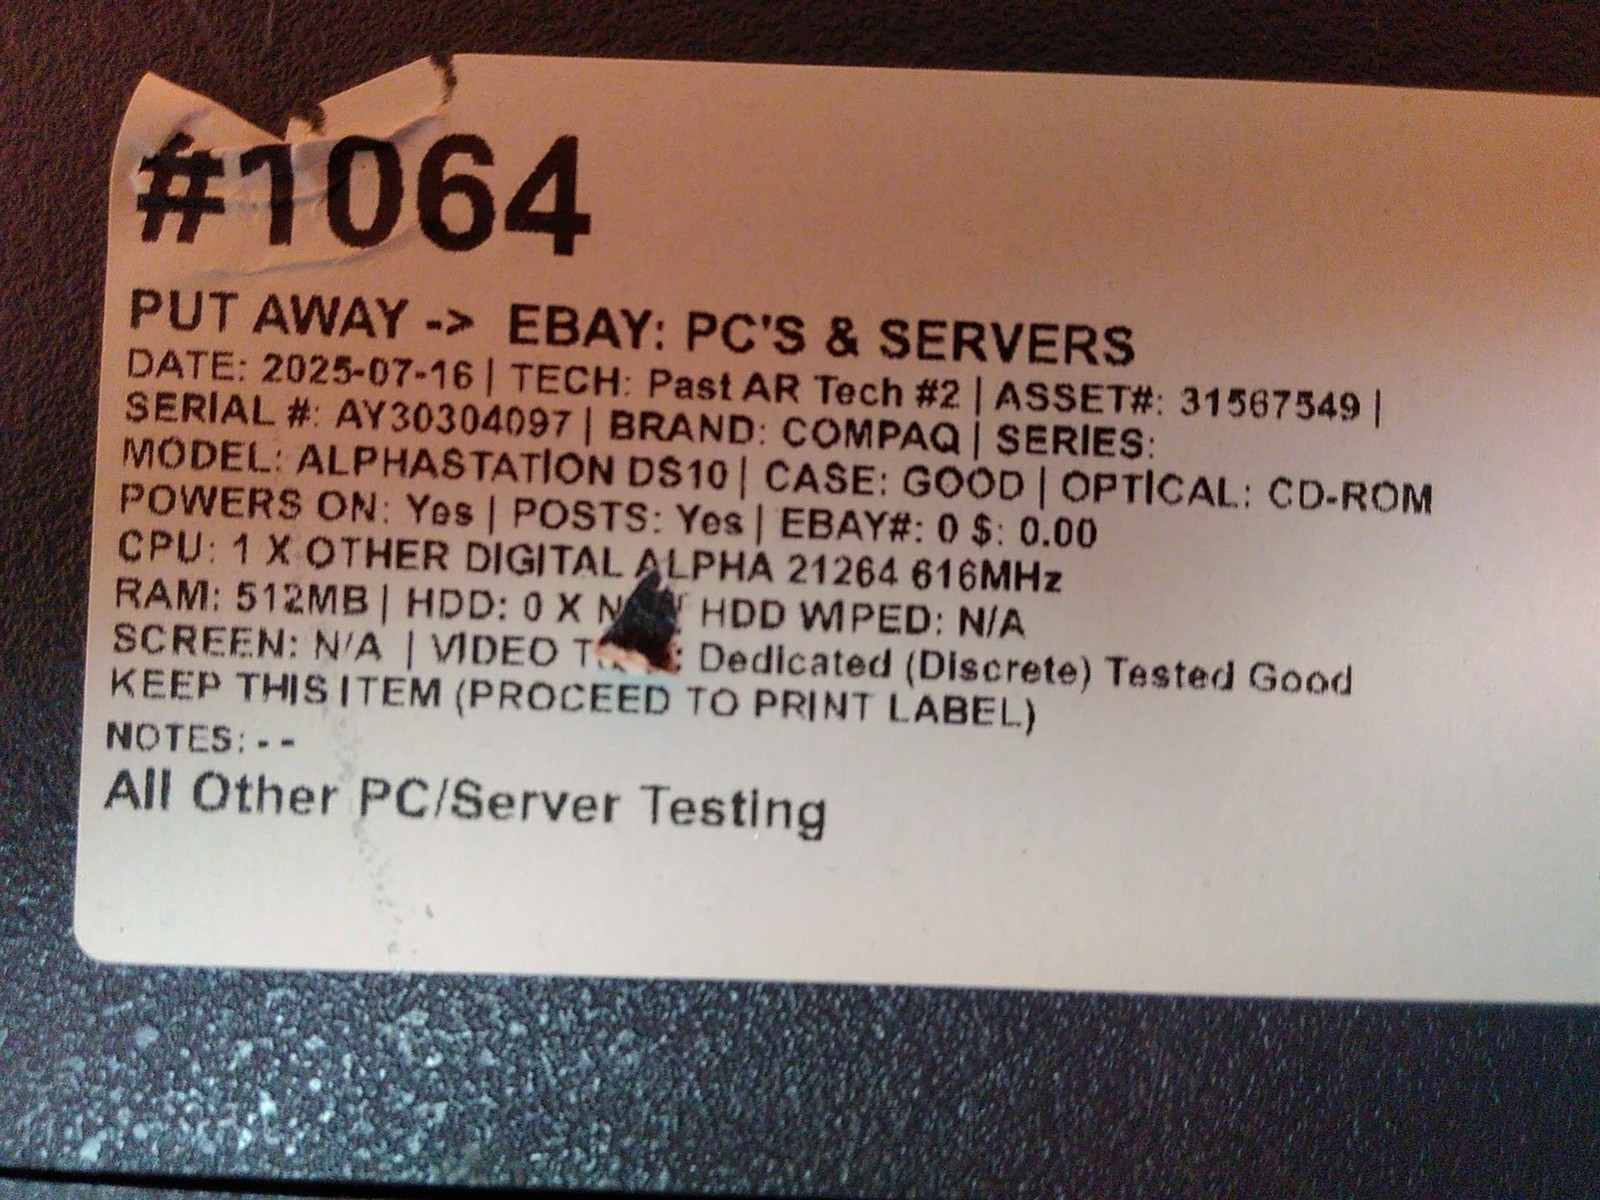 #1064
PUT AWAY -> EBAY: PC'S & SERVERS
DATE: 2025-07-16 | TECH: Past AR Tech #2 | ASSET#: 31567549 |
SERIAL #: AY30304097 | BRAND: COMPAQ | SERIES:
MODEL: ALPHASTATION DS10 | CASE: GOOD | OPTICAL: CD-ROM
POWERS ON: Yes | POSTS: Yes | EBAY#: 0 $: 0.00
CPU: 1 X OTHER DIGITAL ALPHA 21264 616MHz
RAM: 512MB | HDD: 0 X HDD WIPED: N/A
SCREEN: N/A | VIDEO Dedicated (Discrete) Tested Good
KEEP THIS ITEM (PROCEED TO PRINT LABEL)
NOTES: - -
All Other PC/Server Testing